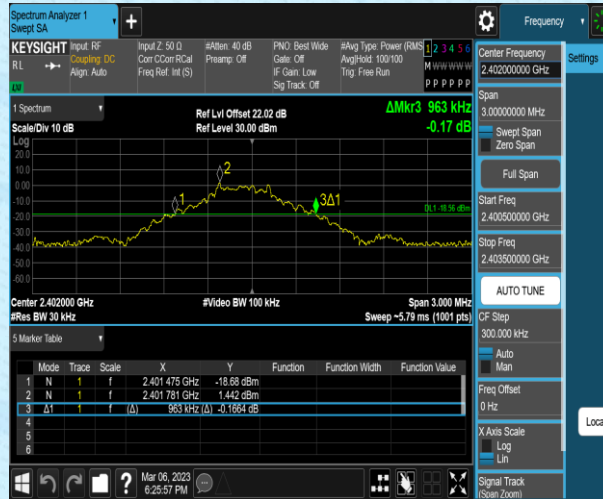 Spectrum Analyzer 1
Swept SA
+
Frequency
KEYSIGHT
RL
Input: RF
Coupling: DC
Align: Auto
Input Z: 50 Ω
Corr CCorr RCal
Freq Ref: Int (S)
#Atten: 40 dB
Preamp: Off
PNO: Best Wide
Gate: Off
IF Gain: Low
Sig Track: Off
#Avg Type: Power (RMS
Avg|Hold: 100/100
Trig: Free Run
1 2 3 4 5 6
M W W W W W
P P P P P P
1 Spectrum
Scale/Div 10 dB
Ref Lvl Offset 22.02 dB
Ref Level 30.00 dBm
ΔMkr3 963 kHz
-0.17 dB
Log
20.0
10.0
0.00
-10.0
-20.0
-30.0
-40.0
-50.0
-60.0
1
2
3Δ1
DL1 -18.56 dBm
Center 2.402000 GHz
#Video BW 100 kHz
Span 3.000 MHz
#Res BW 30 kHz
Sweep ~5.79 ms (1001 pts)
5 Marker Table
Mode Trace Scale X Y Function Function Width Function Value
1 N 1 f 2.401 475 GHz -18.68 dBm
2 N 1 f 2.401 781 GHz 1.442 dBm
3 Δ1 1 f (Δ) 963 kHz (Δ) -0.1664 dB
4
5
6
Mar 06, 2023
6:25:57 PM
?
Center Frequency
2.402000000 GHz
Settings
Span
3.00000000 MHz
Swept Span
Zero Span
Full Span
Start Freq
2.400500000 GHz
Stop Freq
2.403500000 GHz
AUTO TUNE
CF Step
300.000 kHz
Auto
Man
Freq Offset
0 Hz
Loca
X Axis Scale
Log
Lin
Signal Track
(Span Zoom)